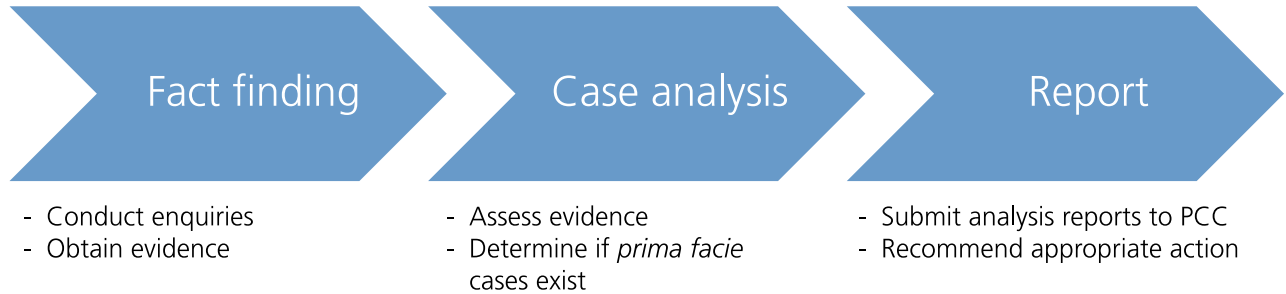 Fact finding
- Conduct enquiries
- Obtain evidence
Case analysis
- Assess evidence
- Determine if prima facie
cases exist
Report
- Submit analysis reports to PCC
- Recommend appropriate action